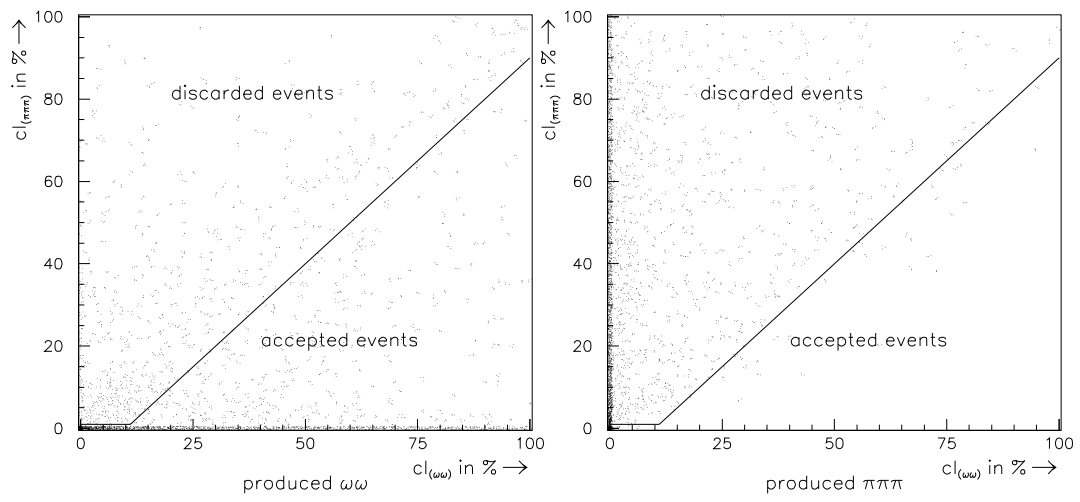 100
80
60
40
20
0
cl(πππ) in % →
discarded events
accepted events
0 25 50 75 100
cl(ωω) in % →
produced ωω
100
80
60
40
20
0
cl(πππ) in % →
discarded events
accepted events
0 25 50 75 100
cl(ωω) in % →
produced πππ